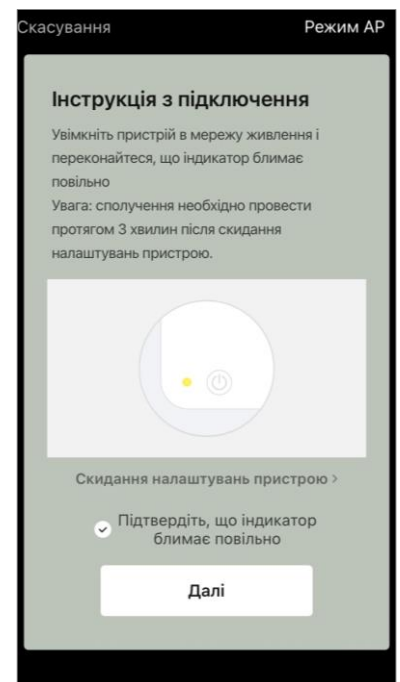 Скасування
Режим AP
Інструкція з підключення
Увімкніть пристрій в мережу живлення і
переконайтеся, що індикатор блимає
повільно
Увага: сполучення необхідно провести
протягом 3 хвилин після скидання
налаштувань пристрою.
Скидання налаштувань пристрою >
Підтвердіть, що індикатор
блимає повільно
Далі